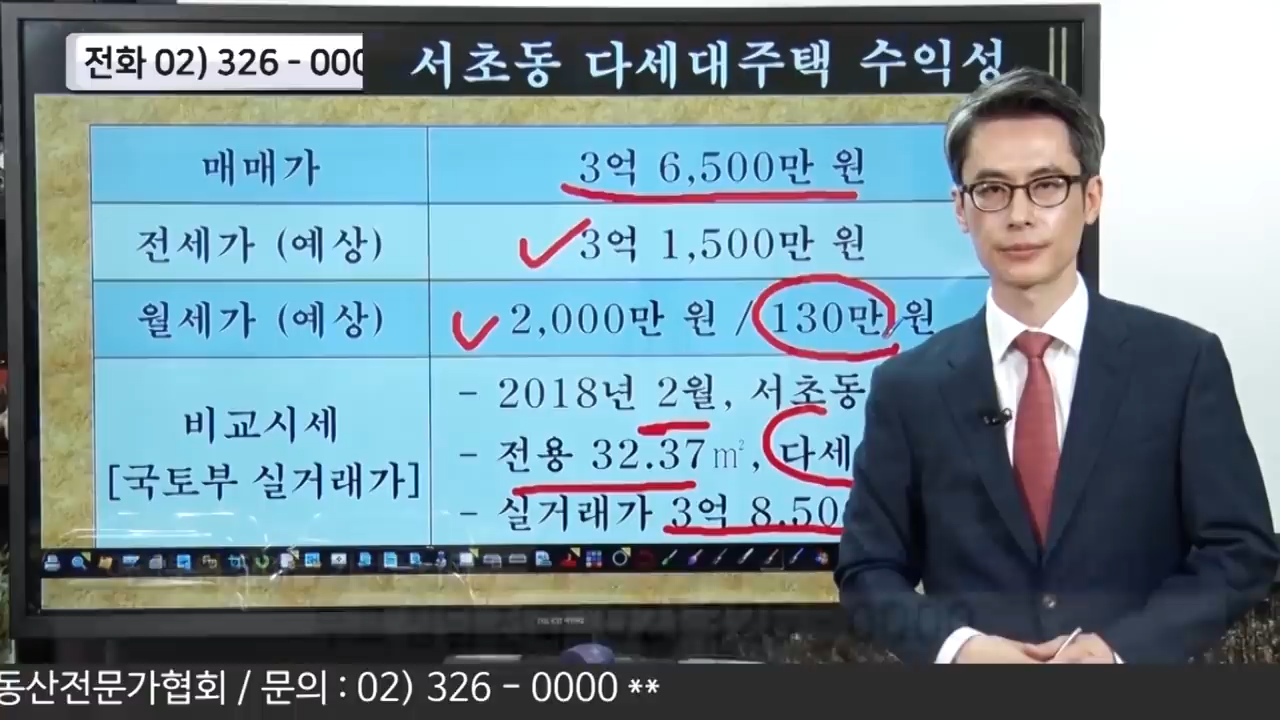 전화 02) 326 - 000
서초동 다세대주택 수익성
매매가
3억 6,500만 원
전세가 (예상)
3억 1,500만 원
월세가 (예상)
2,000만 원 / 130만 원
비교시세
[국토부 실거래가]
- 2018년 2월, 서초동
- 전용 32.37㎡, 다세
- 실거래가 3억 8,50
동산전문가협회 / 문의 : 02) 326 - 0000 **